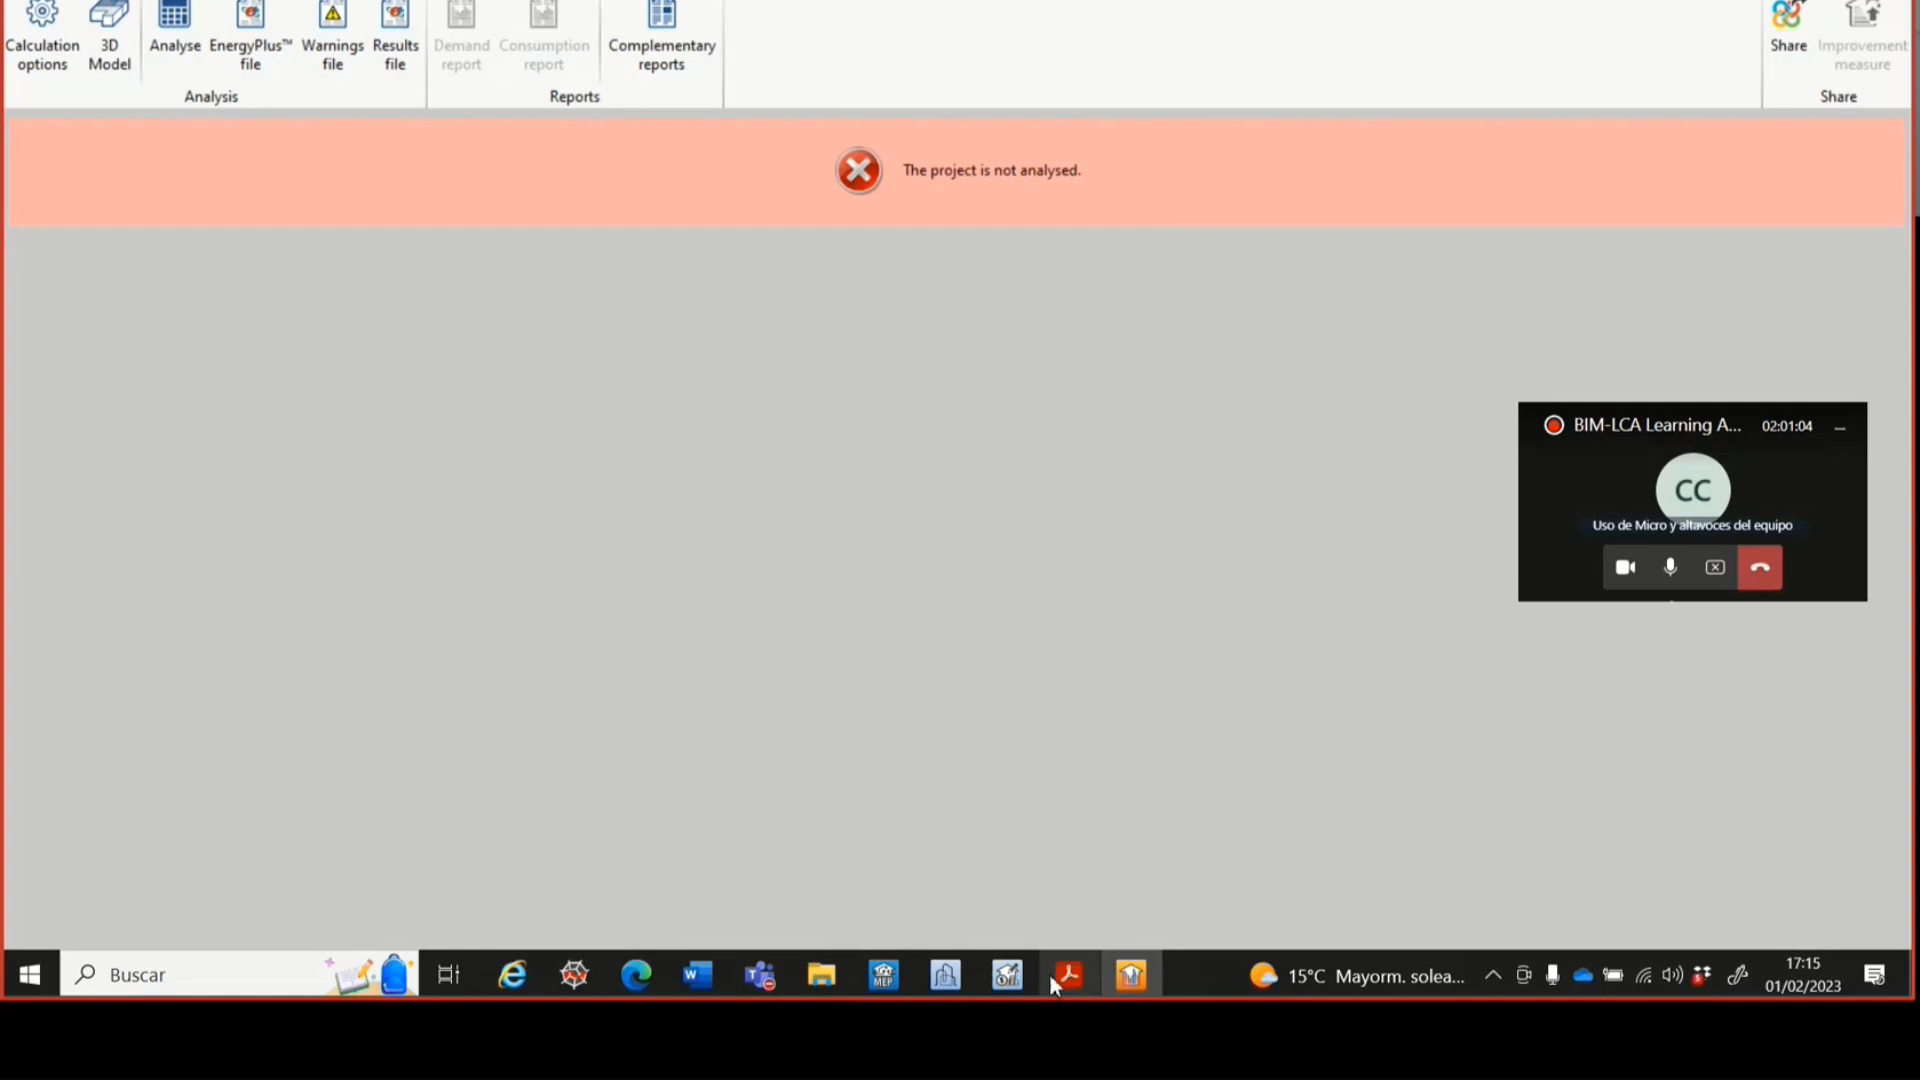 Calculation options
3D Model
Analyse
EnergyPlus™ file
Warnings file
Results file
Demand report
Consumption report
Complementary reports
Share
Improvement measure
Analysis
Reports
Share
The project is not analysed.
BIM-LCA Learning A...
02:01:04
CC
Uso de Micro y altavoces del equipo
Buscar
W
MEP
15°C Mayorm. solea...
17:15
01/02/2023